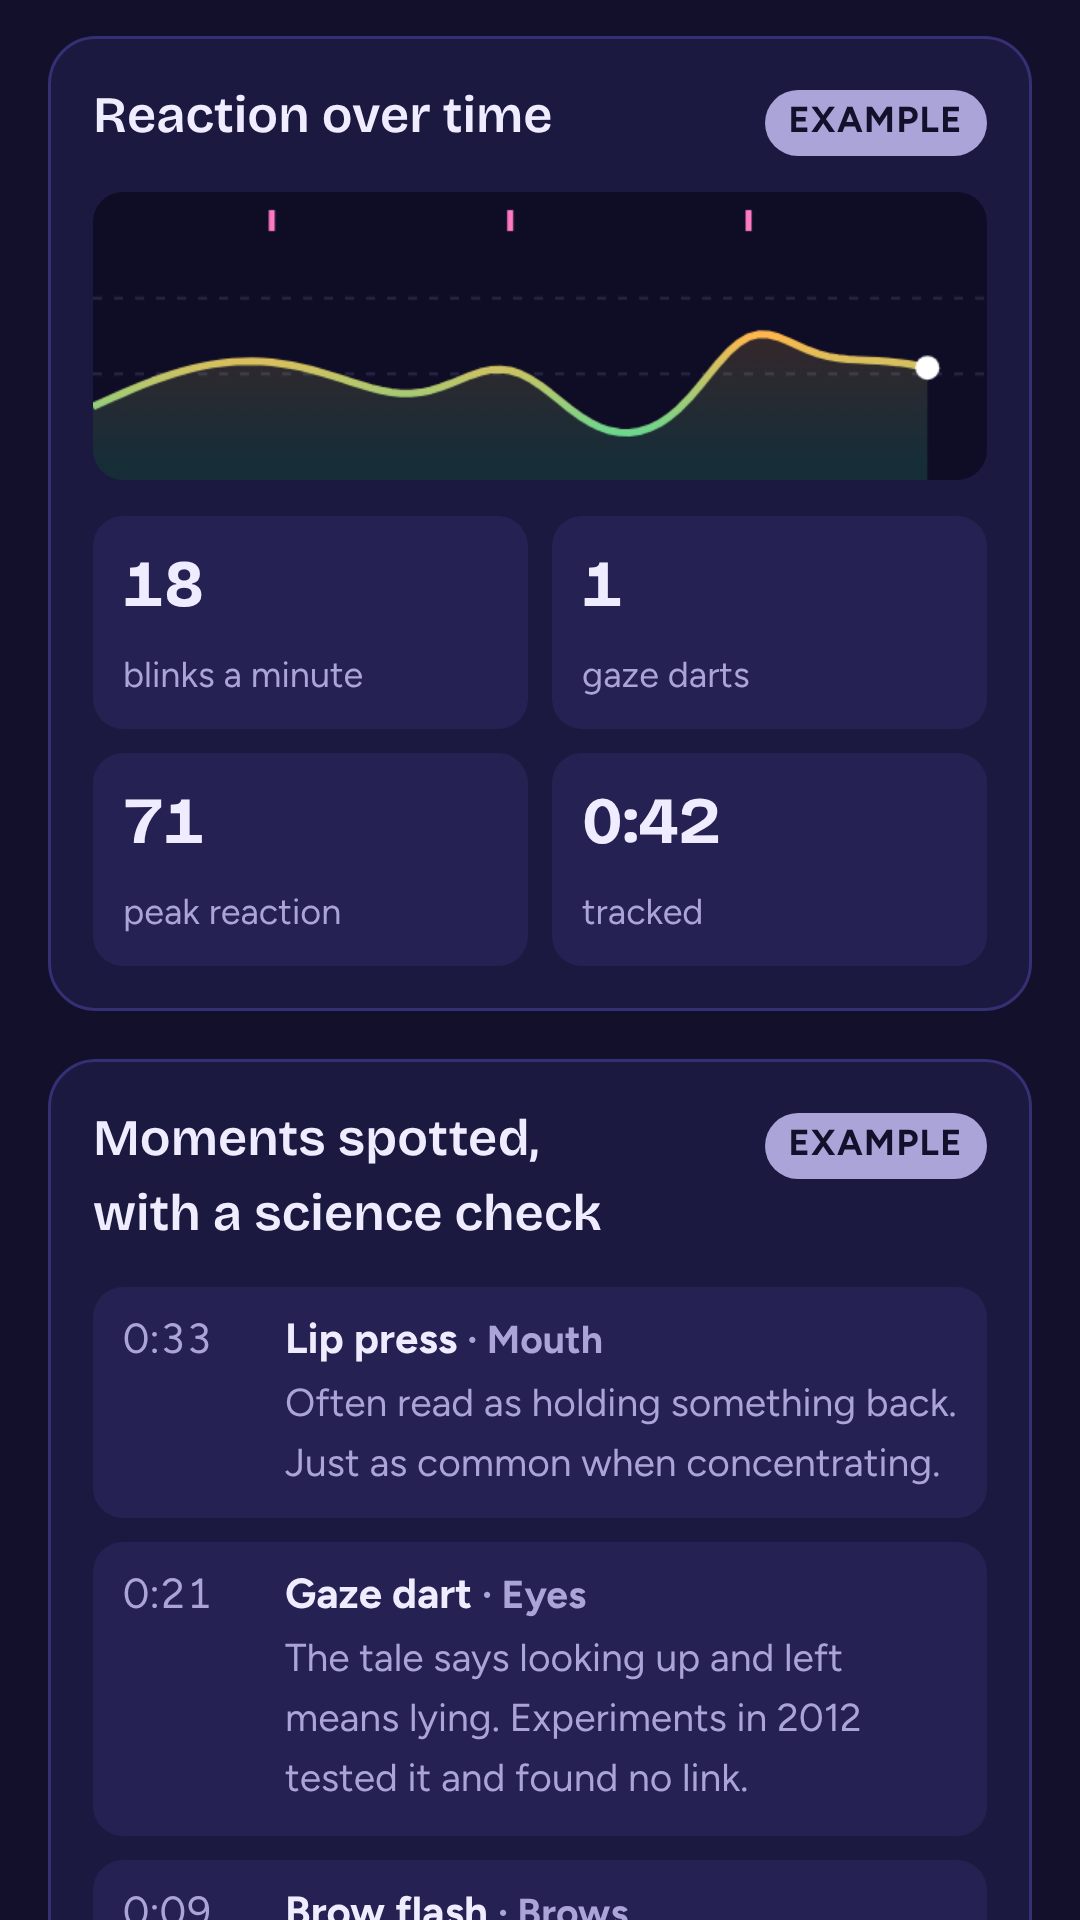 Reaction over time
EXAMPLE
18
blinks a minute
1
gaze darts
71
peak reaction
0:42
tracked
Moments spotted,
with a science check
EXAMPLE
0:33
Lip press · Mouth
Often read as holding something back.
Just as common when concentrating.
0:21
Gaze dart · Eyes
The tale says looking up and left
means lying. Experiments in 2012
tested it and found no link.
0:09
Brow flash · Brows